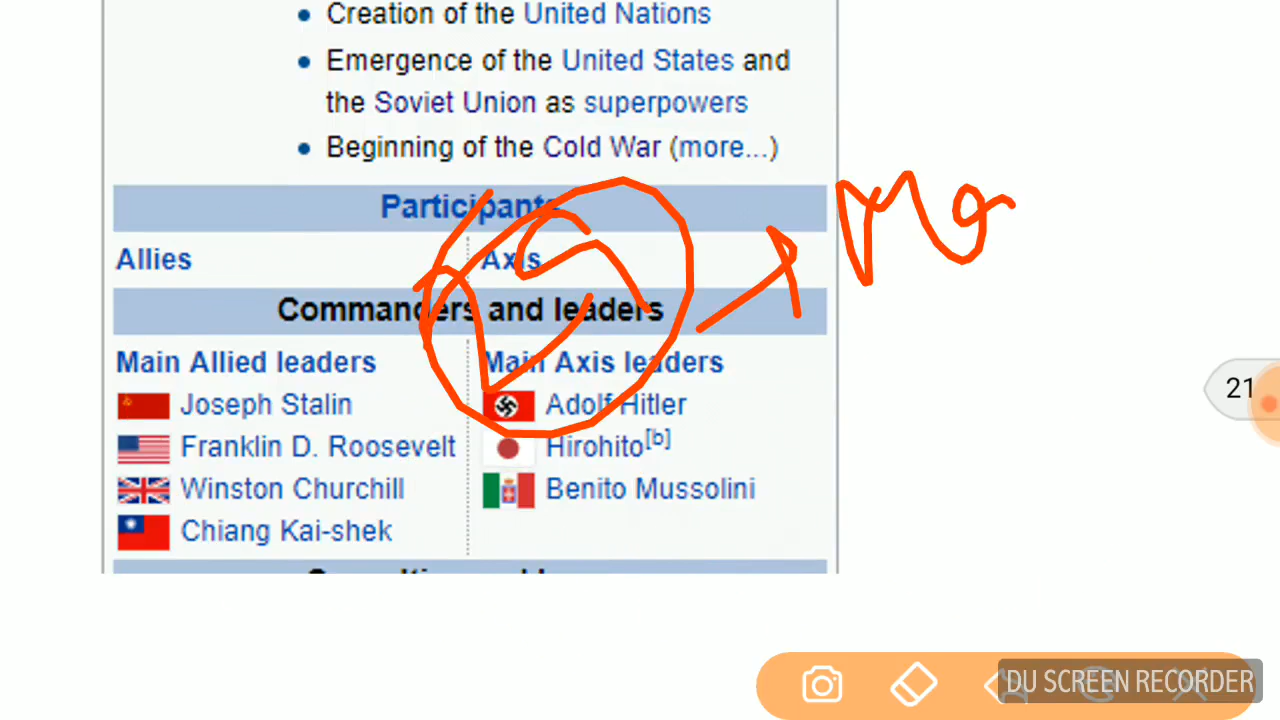 Creation of the United Nations
Emergence of the United States and
the Soviet Union as superpowers
Beginning of the Cold War (more...)
Participants
Allies Axis
Commanders and leaders
Main Allied leaders Main Axis leaders
Joseph Stalin Adolf Hitler
Franklin D. Roosevelt Hirohito[b]
Winston Churchill Benito Mussolini
Chiang Kai-shek
21
DU SCREEN RECORDER